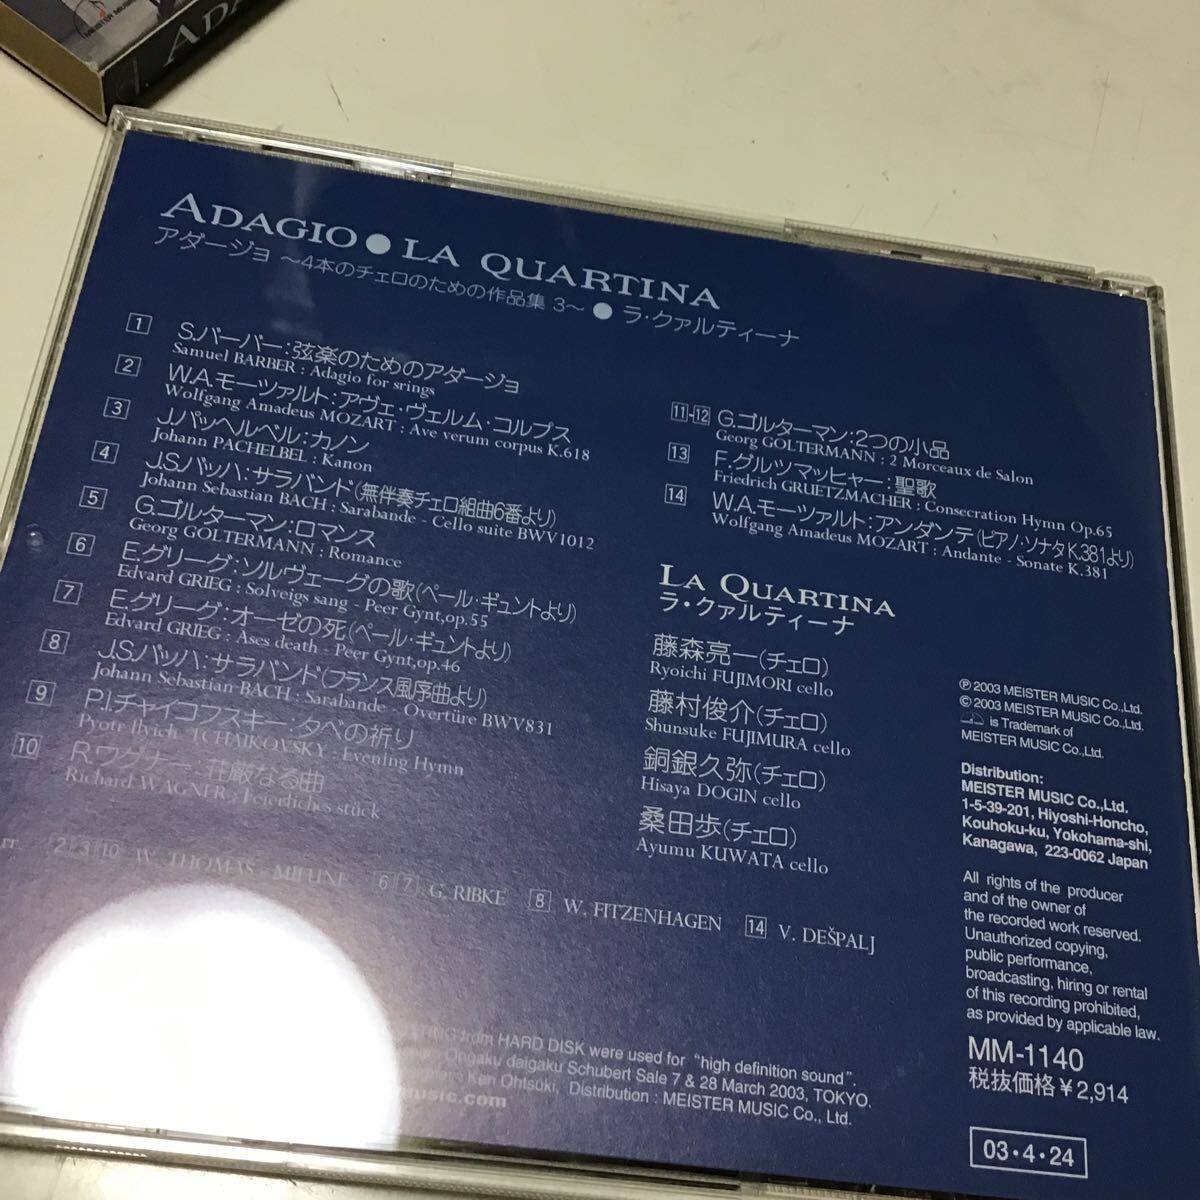 MEISTER MUSIC
ADAGIO ● LA QUARTINA
アダージョ ～4本のチェロのための作品集 3～ ● ラ・クァルティーナ
1 S.バーバー:弦楽のためのアダージョ
Samuel BARBER : Adagio for srings
2 W.A.モーツァルト:アヴェ・ヴェルム・コルプス
Wolfgang Amadeus MOZART : Ave verum corpus K.618
3 J.パッヘルベル:カノン
Johann PACHELBEL : Kanon
4 J.S.バッハ:サラバンド(無伴奏チェロ組曲6番より)
Johann Sebastian BACH : Sarabande - Cello suite BWV1012
5 G.ゴルターマン:ロマンス
Georg GOLTERMANN : Romance
6 E.グリーグ:ソルヴェーグの歌(ペール・ギュントより)
Edvard GRIEG : Solveigs sang - Peer Gynt,op.55
7 E.グリーグ:オーゼの死(ペール・ギュントより)
Edvard GRIEG : Ases death - Peer Gynt,op.46
8 J.S.バッハ:サラバンド(フランス風序曲より)
Johann Sebastian BACH : Sarabande - Overtüre BWV831
9 P.I.チャイコフスキー:夕べの祈り
Pyotr Ilyich TCHAIKOVSKY : Evening Hymn
10 R.ワグナー:荘厳なる曲
Richard WAGNER : Feierliches stück
11-12 G.ゴルターマン:2つの小品
Georg GOLTERMANN : 2 Morceaux de Salon
13 F.グルツマッヒャー:聖歌
Friedrich GRUETZMACHER : Consecration Hymn Op.65
14 W.A.モーツァルト:アンダンテ(ピアノ・ソナタK.381より)
Wolfgang Amadeus MOZART : Andante - Sonate K.381
LA QUARTINA
ラ・クァルティーナ
藤森亮一(チェロ)
Ryoichi FUJIMORI cello
藤村俊介(チェロ)
Shunsuke FUJIMURA cello
銅銀久弥(チェロ)
Hisaya DOGIN cello
桑田歩(チェロ)
Ayumu KUWATA cello
2 3 10 W. THOMAS - MIFUNE 6 7 G. RIBKE 8 W. FITZENHAGEN 14 V. DEŠPALJ
℗ 2003 MEISTER MUSIC Co.,Ltd.
© 2003 MEISTER MUSIC Co.,Ltd.
is Trademark of
MEISTER MUSIC Co.,Ltd.
Distribution:
MEISTER MUSIC Co.,Ltd.
1-5-39-201, Hiyoshi-Honcho,
Kouhoku-ku, Yokohama-shi,
Kanagawa, 223-0062 Japan
All rights of the producer
and of the owner of
the recorded work reserved.
Unauthorized copying,
public performance,
broadcasting, hiring or rental
of this recording prohibited,
as provided by applicable law.
MM-1140
税抜価格¥2,914
03・4・24
from HARD DISK were used for "high definition sound".
Ongaku daigaku Schubert Sale 7 & 28 March 2003, TOKYO.
Ken Ohtsuki, Distribution : MEISTER MUSIC Co., Ltd.
music.com